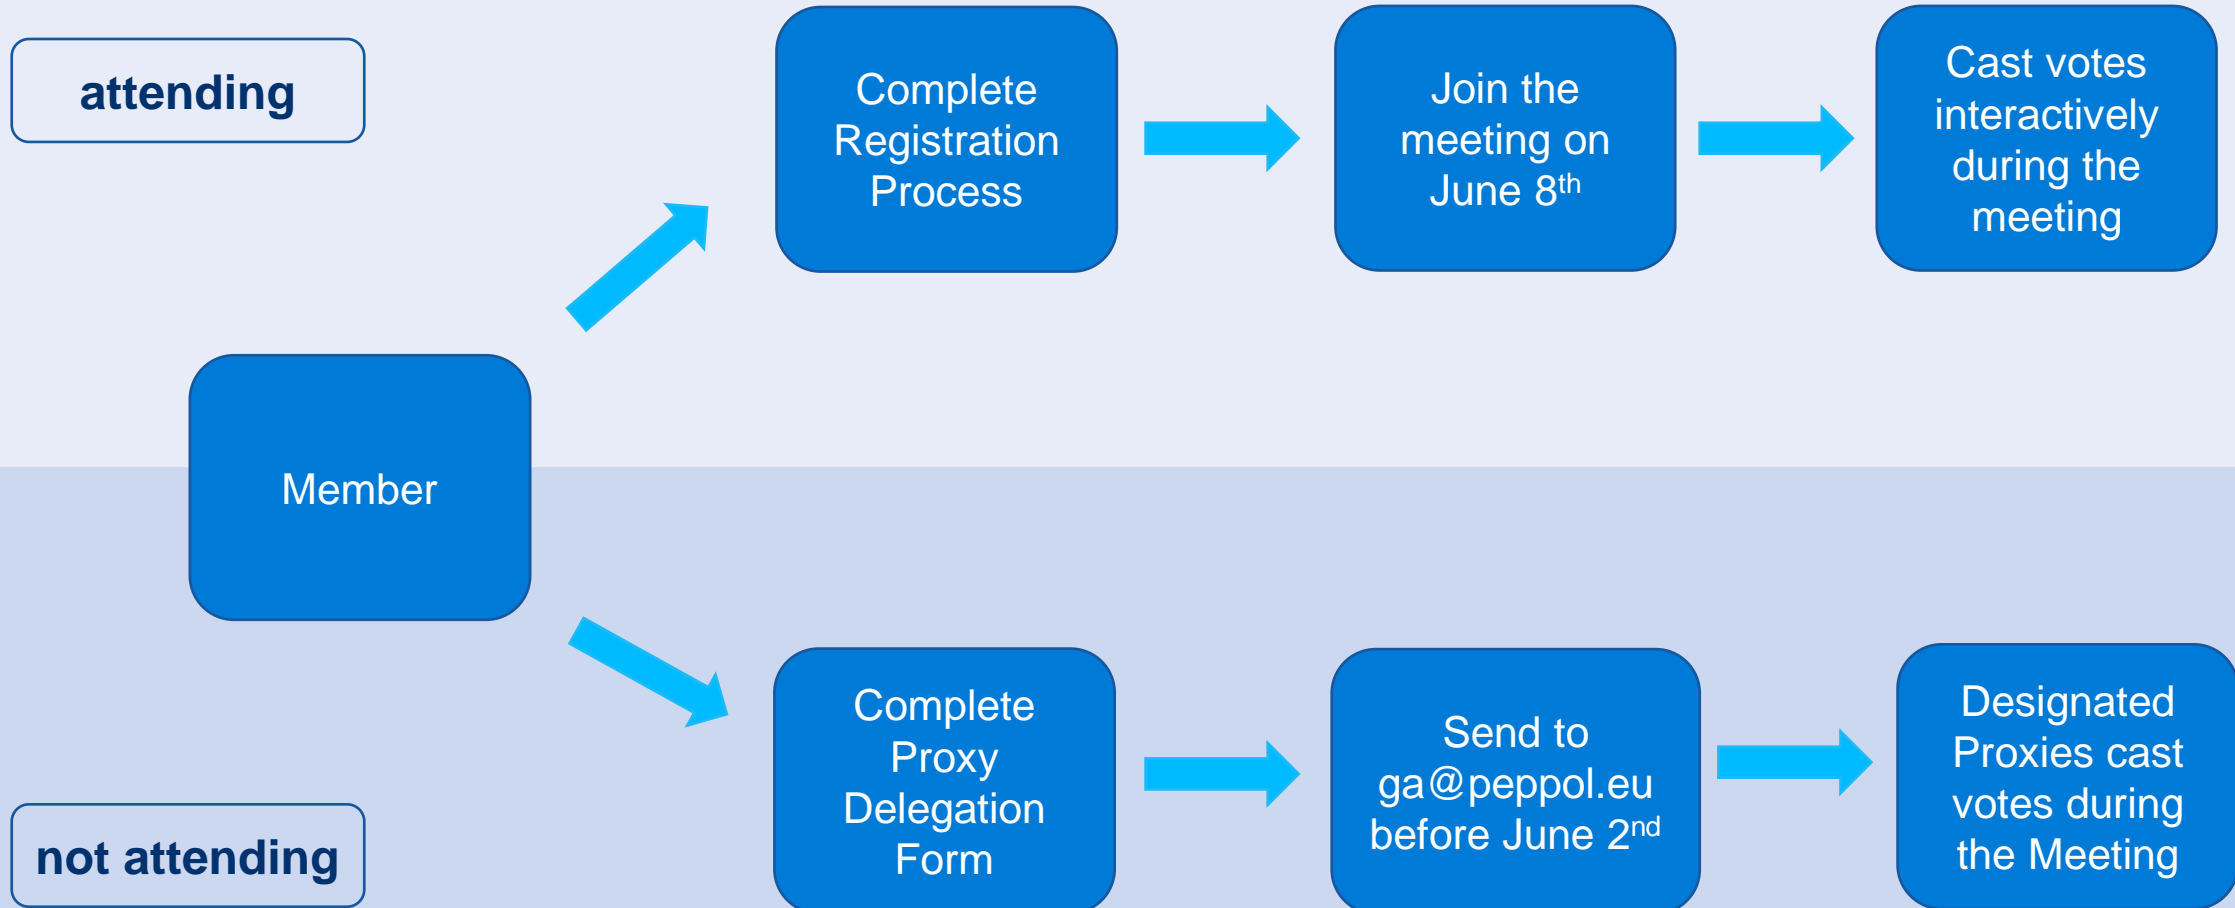 attending
Complete
Registration
Process
Join the
meeting on
June 8th
Cast votes
interactively
during the
meeting
Member
not attending
Complete
Proxy
Delegation
Form
Send to
ga@peppol.eu
before June 2nd
Designated
Proxies cast
votes during
the Meeting